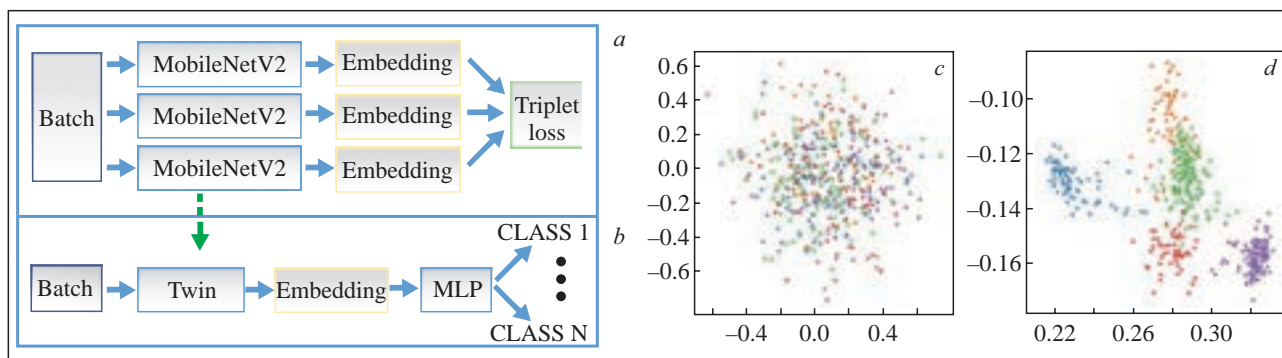 a
MobileNetV2
Embedding
Batch
MobileNetV2
Embedding
Triplet
loss
MobileNetV2
Embedding
b
CLASS 1
Batch
Twin
Embedding
MLP
CLASS N
c
0.6
0.4
0.2
0.0
–0.2
–0.4
–0.6
–0.4
0.0
0.4
d
–0.10
–0.12
–0.14
–0.16
0.22
0.26
0.30